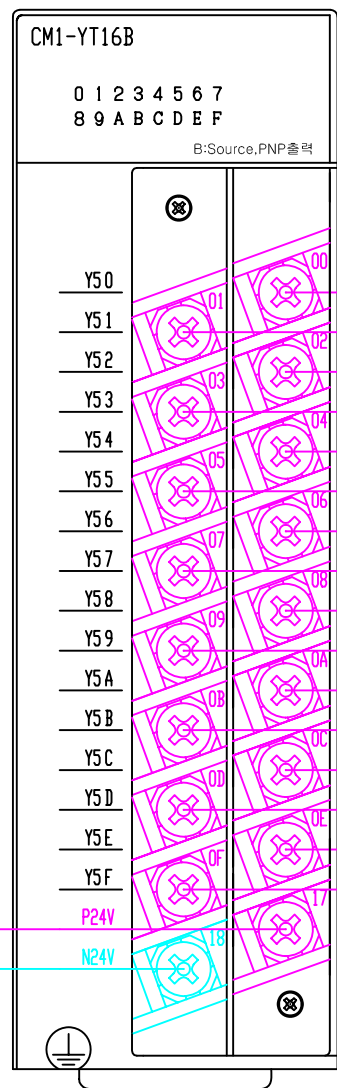 CM1-YT16B
0 1 2 3 4 5 6 7
8 9 A B C D E F
B:Source,PNP출력
00
Y50
01
Y51
02
Y52
03
Y53
04
Y54
05
Y55
06
Y56
07
Y57
08
Y58
09
Y59
0A
Y5A
0B
Y5B
0C
Y5C
0D
Y5D
0E
Y5E
0F
Y5F
17
P24V
18
N24V